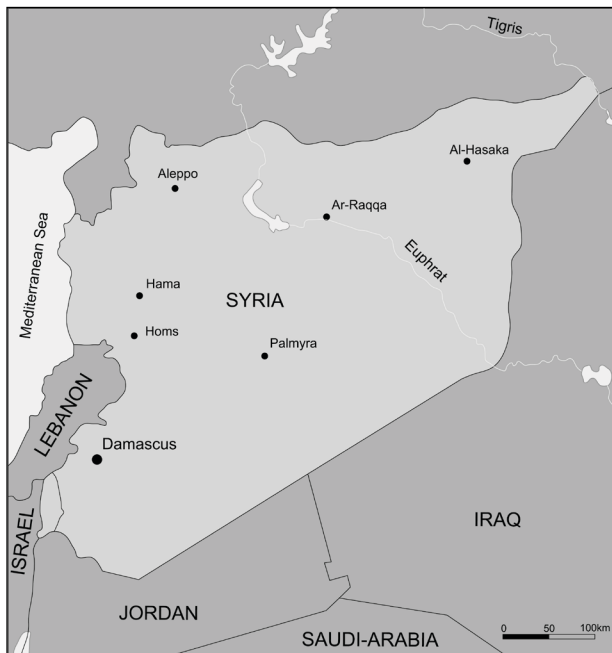 Tigris
Al-Hasaka
Aleppo
Ar-Raqqa
Mediterranean Sea
Euphrat
Hama
SYRIA
Homs
Palmyra
LEBANON
Damascus
ISRAEL
IRAQ
JORDAN
0 50 100km
SAUDI-ARABIA